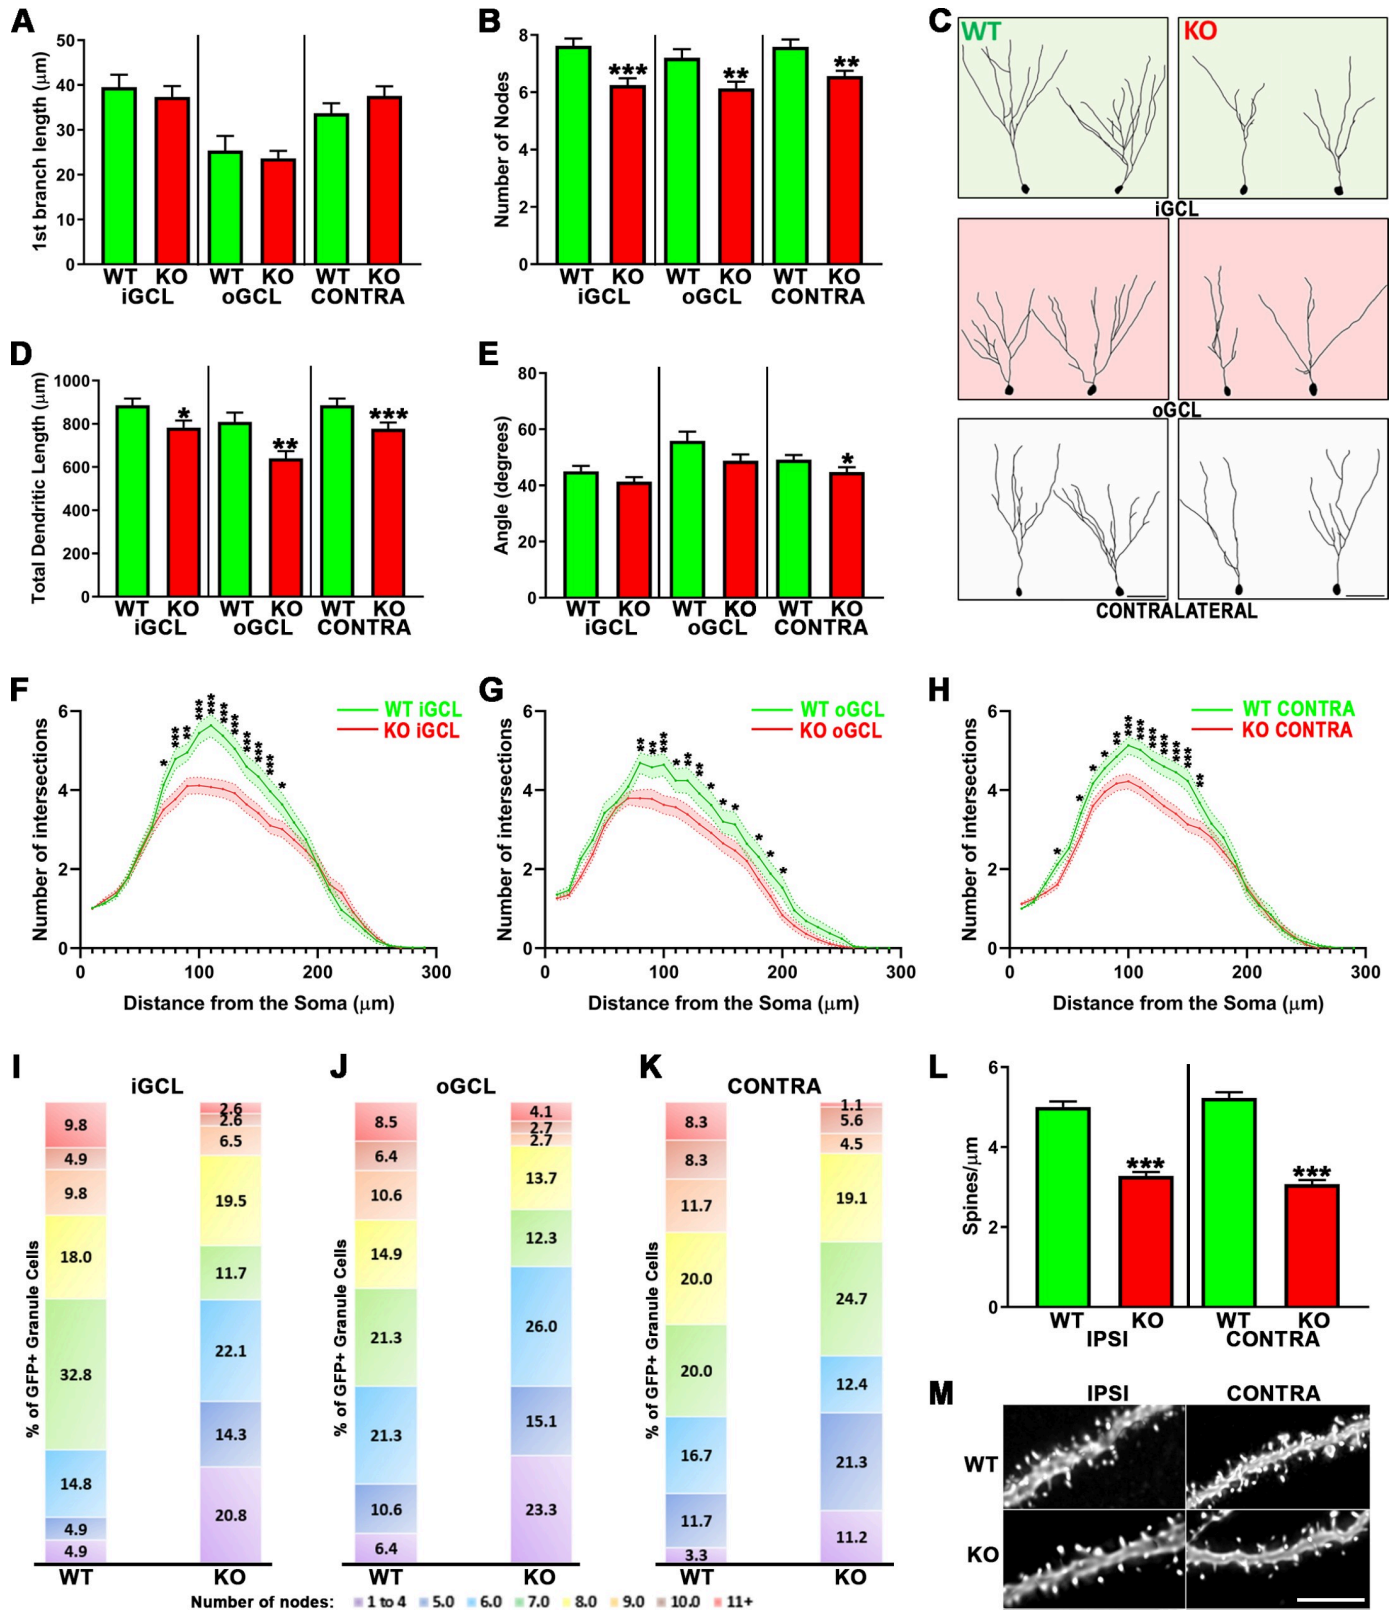 A
1st branch length (μm)
50
40
30
20
10
0
WT KO WT KO WT KO
iGCL oGCL CONTRA
B
Number of Nodes
8
6
4
2
0
*** ** **
WT KO WT KO WT KO
iGCL oGCL CONTRA
C
WT KO
iGCL
oGCL
CONTRALATERAL
D
Total Dendritic Length (μm)
1000
800
600
400
200
0
* ** ***
WT KO WT KO WT KO
iGCL oGCL CONTRA
E
Angle (degrees)
80
60
40
20
0
*
WT KO WT KO WT KO
iGCL oGCL CONTRA
F
Number of intersections
6
4
2
0
WT iGCL
KO iGCL
* *** ** *** *** *** *** *** *** *** *
0 100 200 300
Distance from the Soma (μm)
G
Number of intersections
6
4
2
0
WT oGCL
KO oGCL
** ** *** * ** *** * * * * * *
0 100 200 300
Distance from the Soma (μm)
H
Number of intersections
6
4
2
0
WT CONTRA
KO CONTRA
* * * * ** *** *** *** *** *** *** **
0 100 200 300
Distance from the Soma (μm)
I
iGCL
% of GFP+ Granule Cells
9.8
4.9
9.8
18.0
32.8
14.8
4.9
4.9
2.6
2.6
6.5
19.5
11.7
22.1
14.3
20.8
WT KO
J
oGCL
% of GFP+ Granule Cells
8.5
6.4
10.6
14.9
21.3
21.3
10.6
6.4
4.1
2.7
2.7
13.7
12.3
26.0
15.1
23.3
WT KO
K
CONTRA
% of GFP+ Granule Cells
8.3
8.3
11.7
20.0
20.0
16.7
11.7
3.3
1.1
5.6
4.5
19.1
24.7
12.4
21.3
11.2
WT KO
Number of nodes: 1 to 4 5.0 6.0 7.0 8.0 9.0 10.0 11+
L
Spines/μm
6
4
2
0
*** ***
WT KO WT KO
IPSI CONTRA
M
IPSI CONTRA
WT
KO